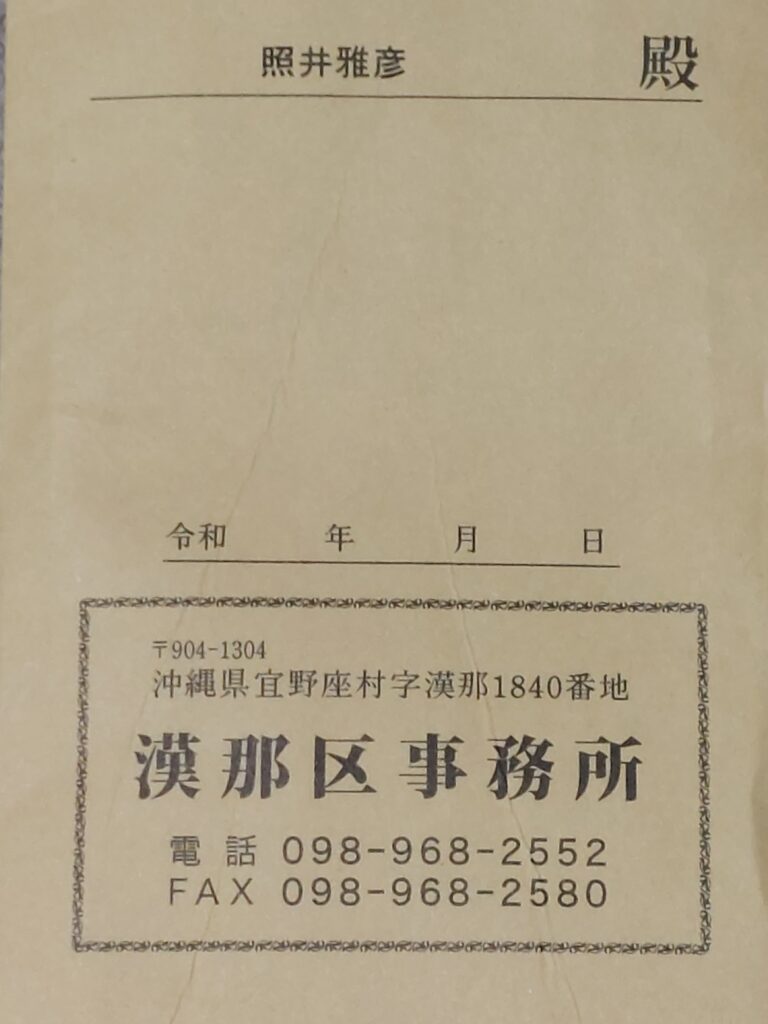 照井雅彦 殿
令和 年 月 日
〒904-1304
沖縄県宜野座村字漢那1840番地
漢那区事務所
電話 098-968-2552
FAX 098-968-2580